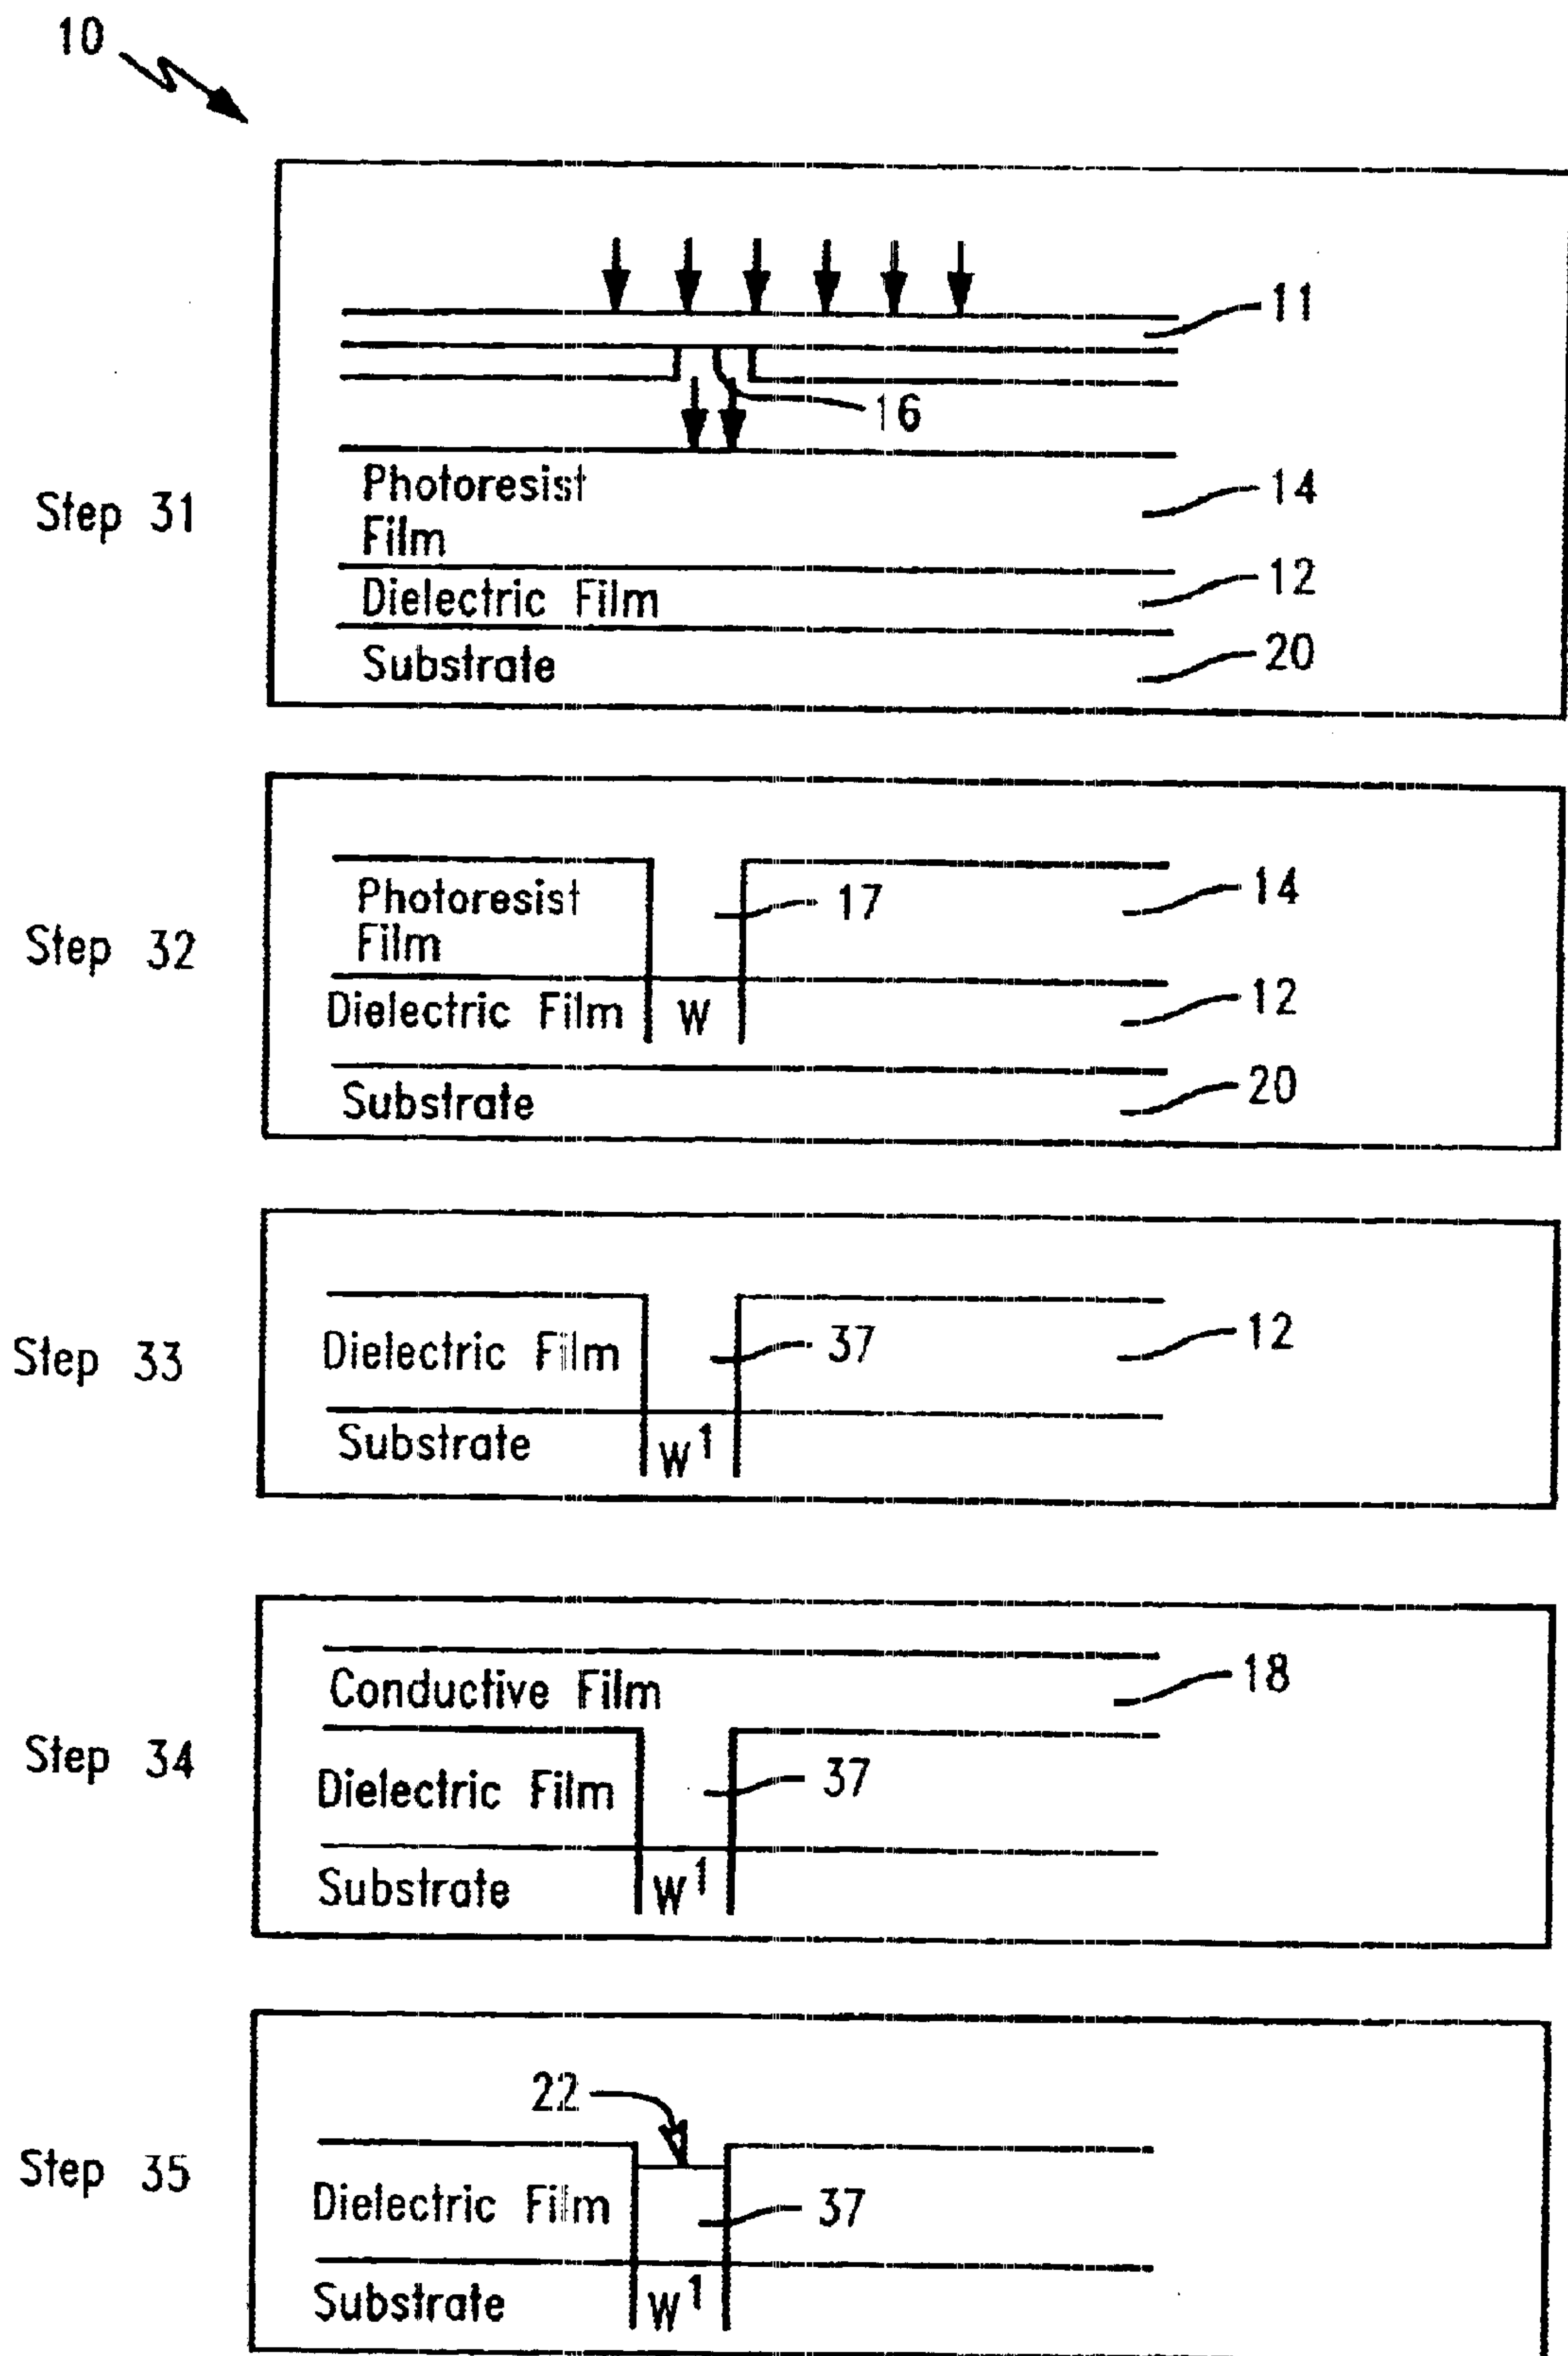 10
11
16
Step 31
Photoresist
Film
14
Dielectric Film
12
Substrate
20
Step 32
Photoresist
Film
17
14
Dielectric Film
W
12
Substrate
20
Step 33
Dielectric Film
37
12
Substrate
W1
Step 34
Conductive Film
18
Dielectric Film
37
Substrate
W1
Step 35
22
Dielectric Film
37
Substrate
W1